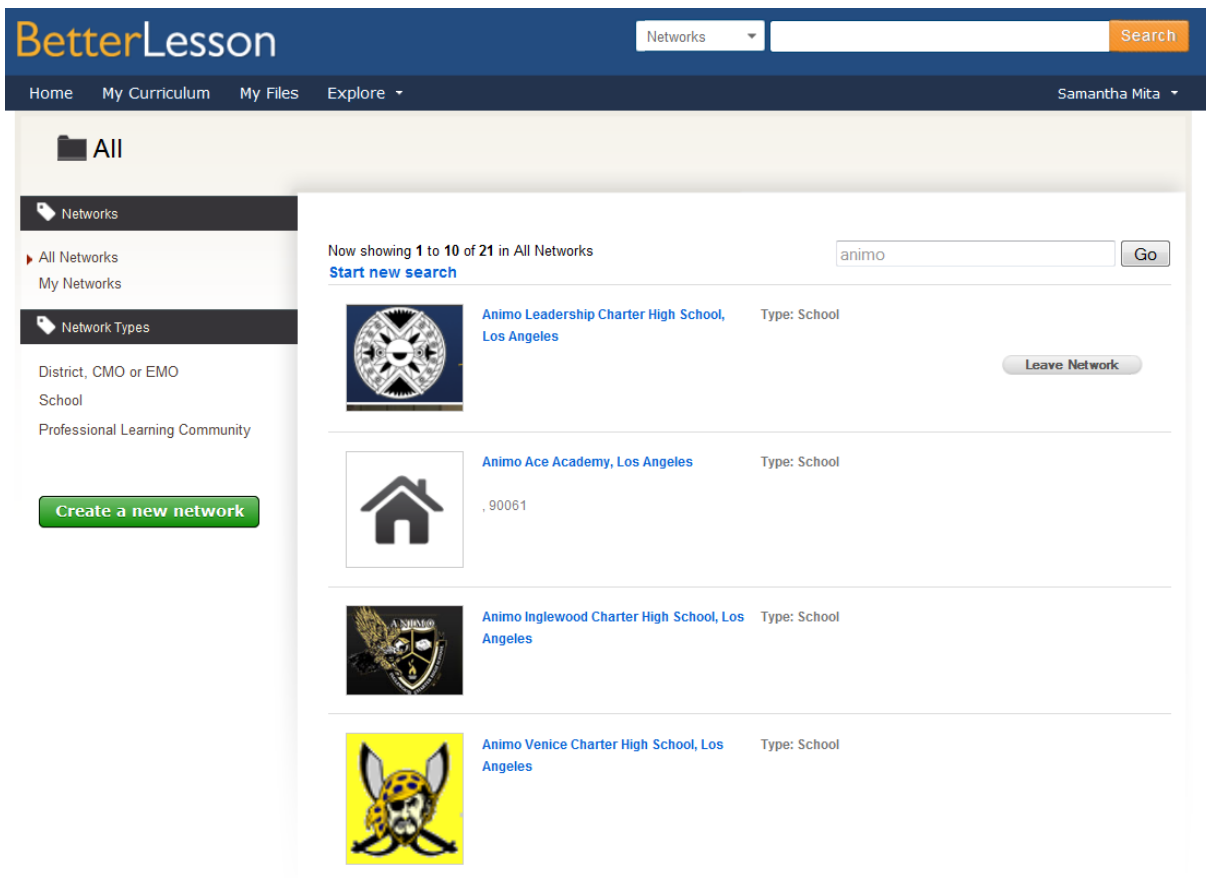 BetterLesson
Networks
Search
Home My Curriculum My Files Explore
Samantha Mita
All
Networks
All Networks
My Networks
Network Types
District, CMO or EMO
School
Professional Learning Community
Create a new network
Now showing 1 to 10 of 21 in All Networks
Start new search
animo
Go
Animo Leadership Charter High School,
Los Angeles
Type: School
Leave Network
Animo Ace Academy, Los Angeles
Type: School
, 90061
ANIMO
Animo Inglewood Charter High School, Los
Angeles
Type: School
Animo Venice Charter High School, Los
Angeles
Type: School